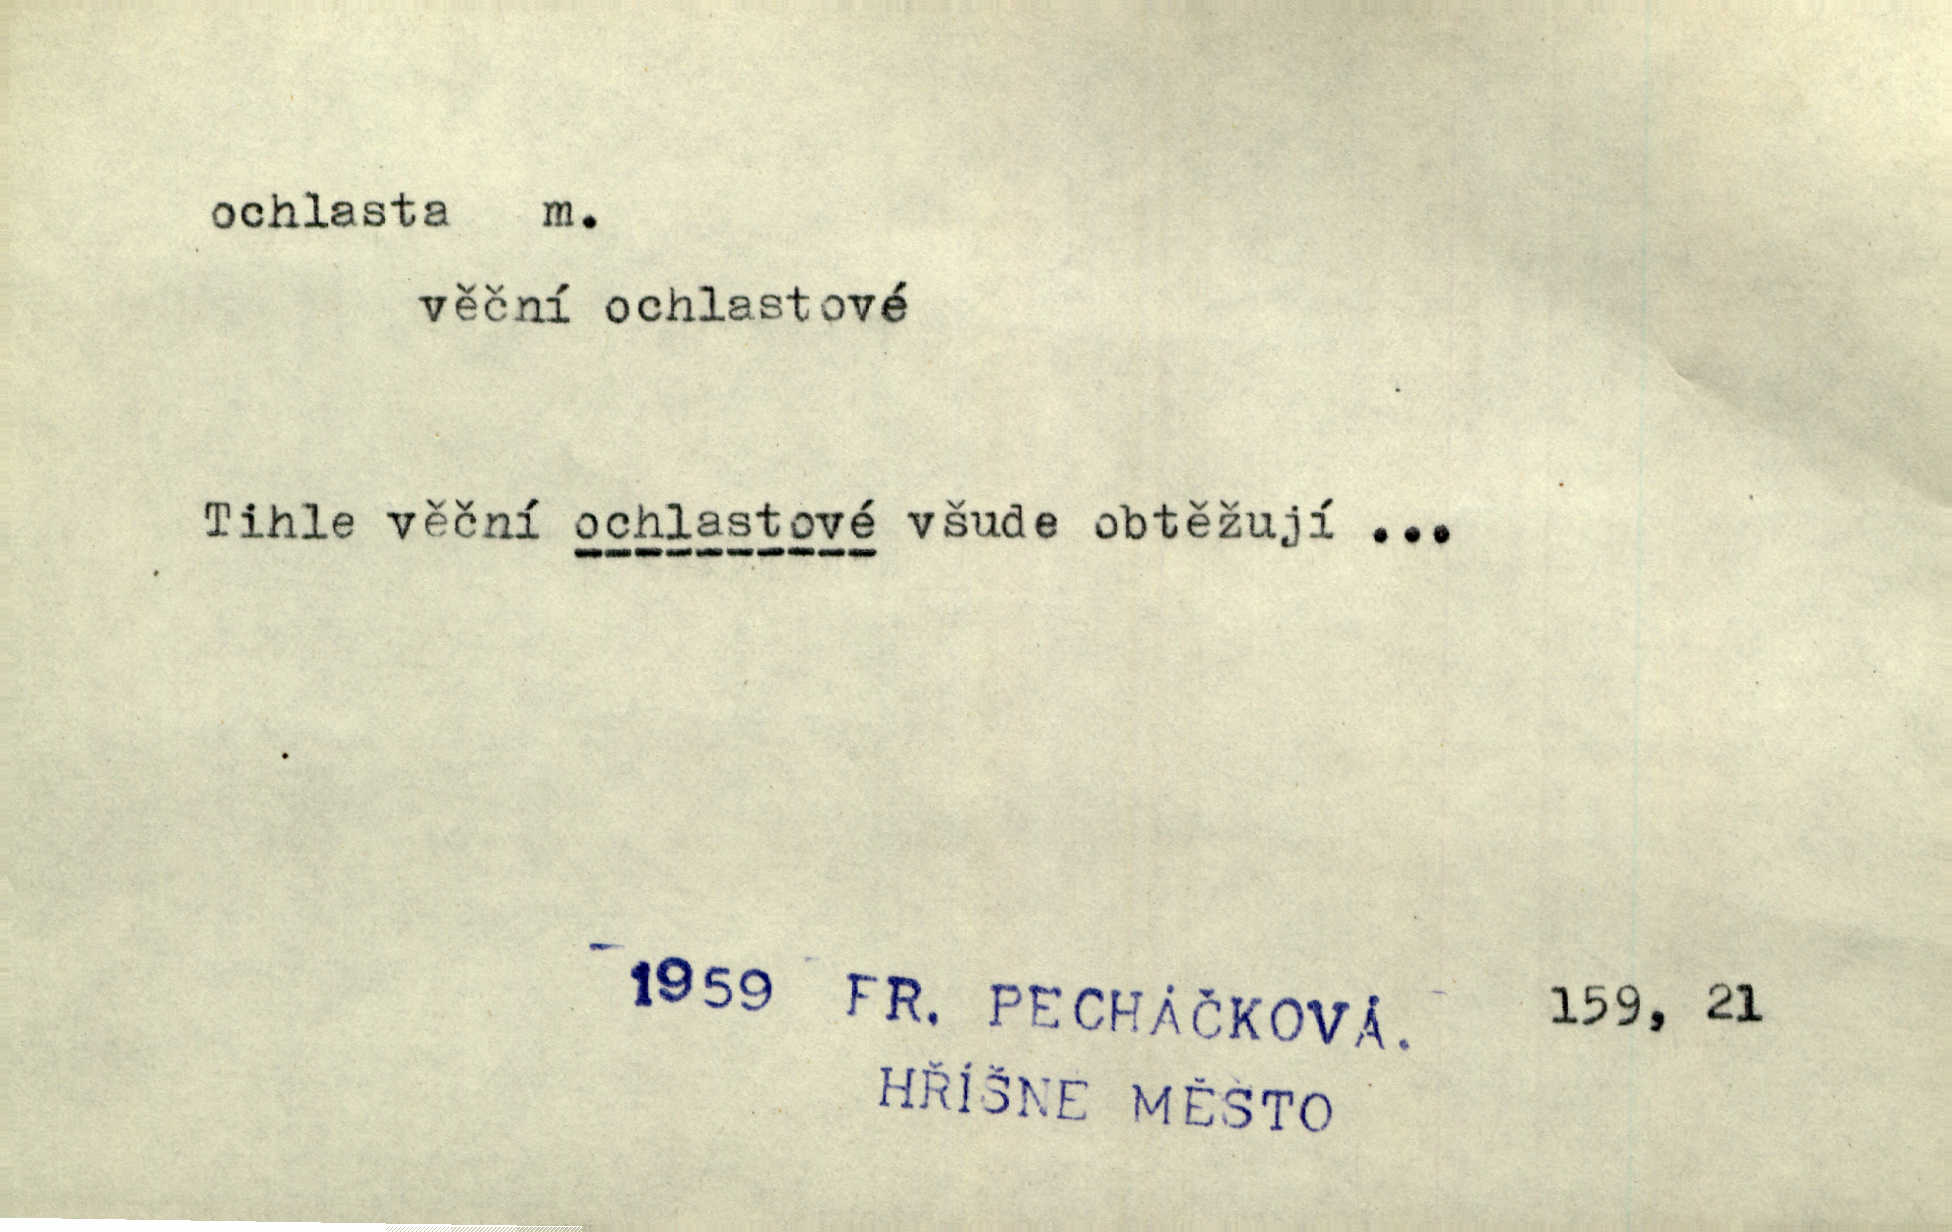 ochlasta m.
věční ochlastové
Tihle věční ochlastové všude obtěžují ...
1959 FR. PECHÁČKOVÁ. 159, 21
HŘÍŠNÉ MĚSTO